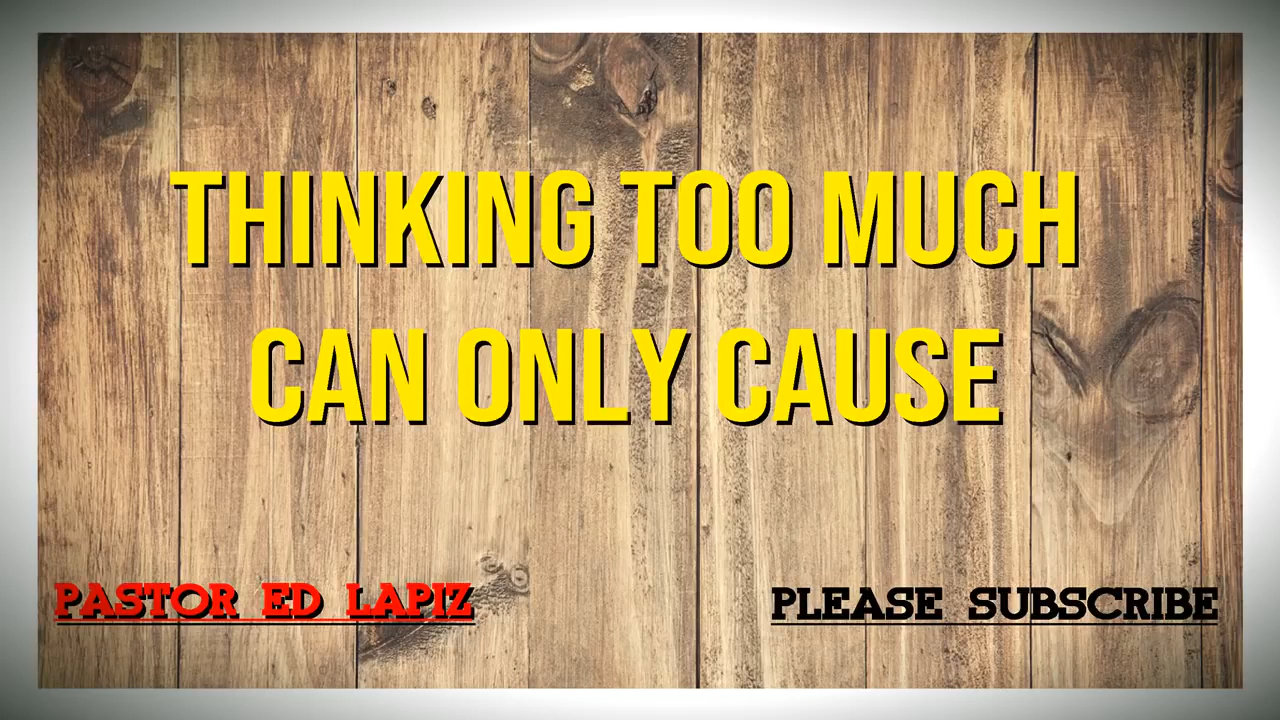 THINKING TOO MUCH
CAN ONLY CAUSE
PASTOR ED LAPIZ
PLEASE SUBSCRIBE